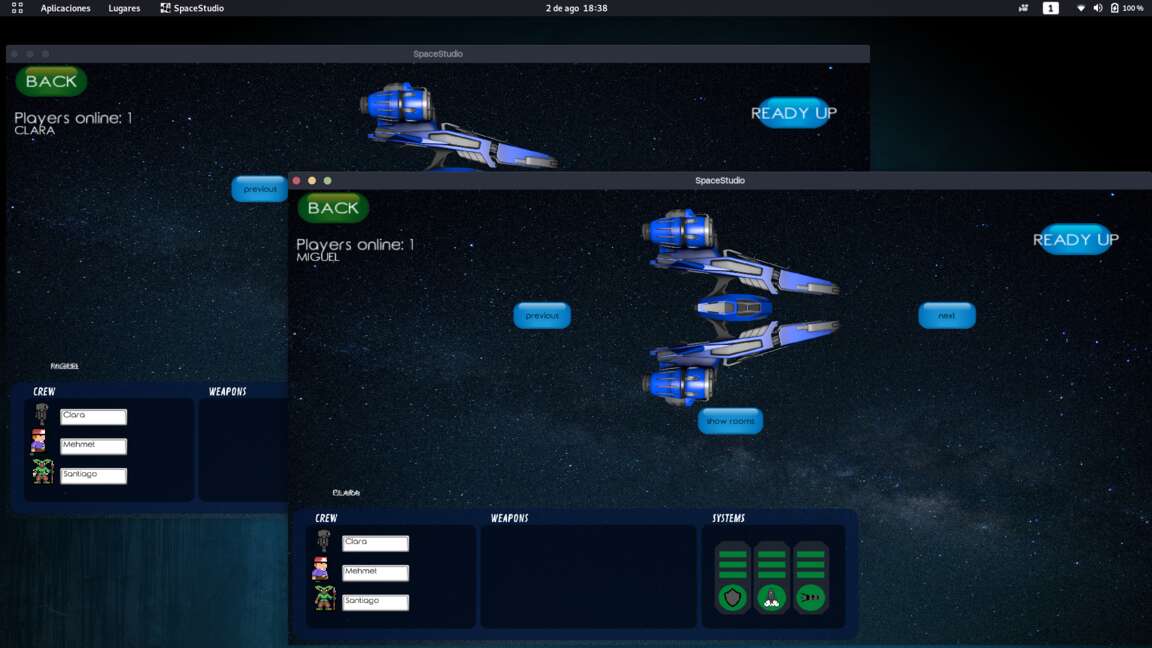 Aplicaciones Lugares SpaceStudio 2 de ago 18:38 1 100 %
SpaceStudio
BACK
READY UP
Players online: 1
CLARA
previous
CREW WEAPONS
Clara
Mehmet
Santiago
SpaceStudio
BACK
READY UP
Players online: 1
MIGUEL
previous
next
show rooms
CREW WEAPONS SYSTEMS
Clara
Mehmet
Santiago